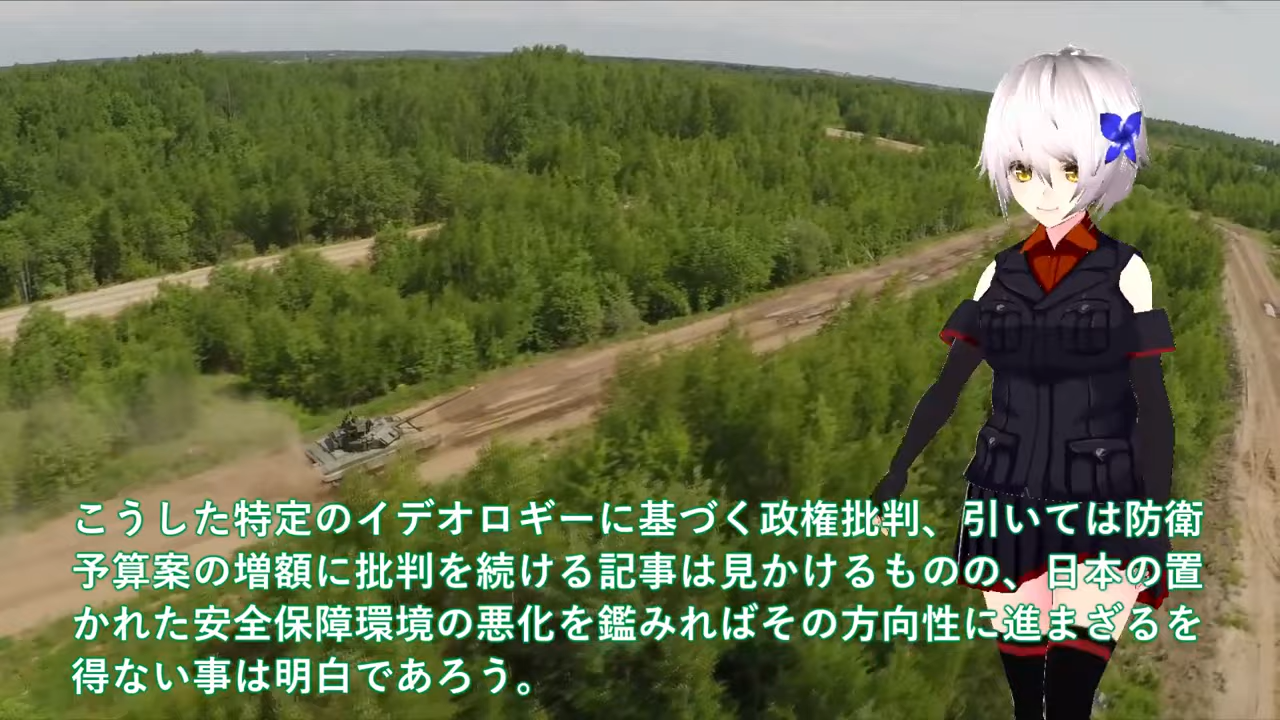 こうした特定のイデオロギーに基づく政権批判、引いては防衛
予算案の増額に批判を続ける記事は見かけるものの、日本の置
かれた安全保障環境の悪化を鑑みればその方向性に進まざるを
得ない事は明白であろう。